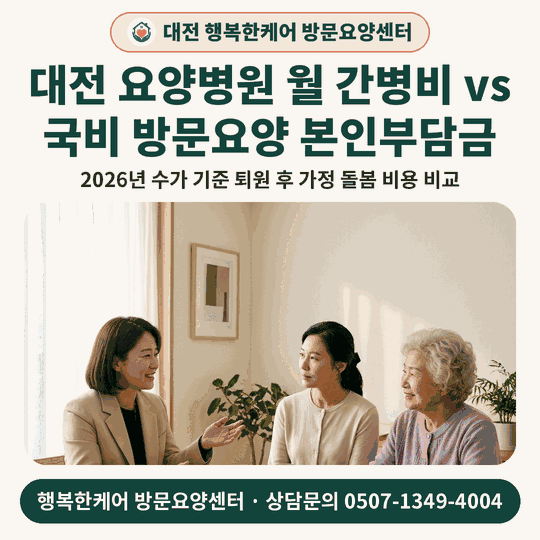 대전 행복한케어 방문요양센터
대전 요양병원 월 간병비 vs
국비 방문요양 본인부담금
2026년 수가 기준 퇴원 후 가정 돌봄 비용 비교
행복한케어 방문요양센터 · 상담문의 0507-1349-4004